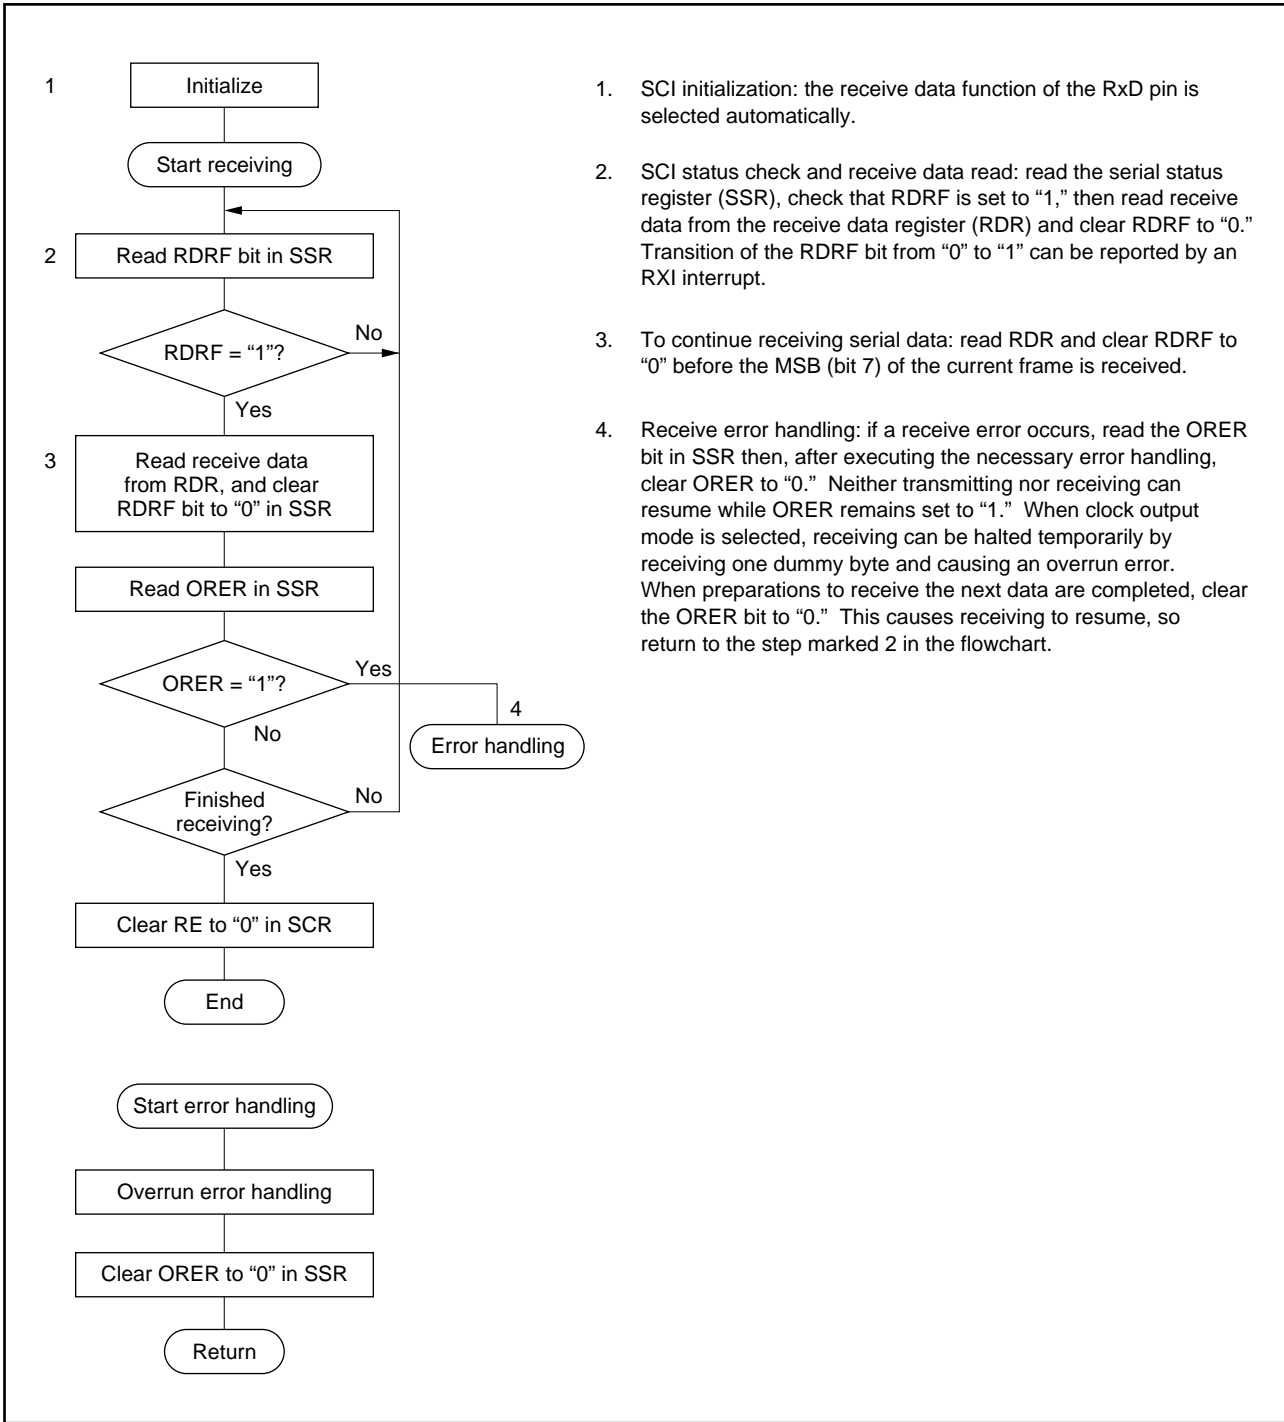 1
Initialize
Start receiving
2
Read RDRF bit in SSR
RDRF = “1”?
No
Yes
3
Read receive data
from RDR, and clear
RDRF bit to “0” in SSR
Read ORER in SSR
ORER = “1”?
Yes
No
4
Error handling
Finished
receiving?
No
Yes
Clear RE to “0” in SCR
End
Start error handling
Overrun error handling
Clear ORER to “0” in SSR
Return
1. SCI initialization: the receive data function of the RxD pin is
selected automatically.
2. SCI status check and receive data read: read the serial status
register (SSR), check that RDRF is set to “1,” then read receive
data from the receive data register (RDR) and clear RDRF to “0.”
Transition of the RDRF bit from “0” to “1” can be reported by an
RXI interrupt.
3. To continue receiving serial data: read RDR and clear RDRF to
“0” before the MSB (bit 7) of the current frame is received.
4. Receive error handling: if a receive error occurs, read the ORER
bit in SSR then, after executing the necessary error handling,
clear ORER to “0.” Neither transmitting nor receiving can
resume while ORER remains set to “1.” When clock output
mode is selected, receiving can be halted temporarily by
receiving one dummy byte and causing an overrun error.
When preparations to receive the next data are completed, clear
the ORER bit to “0.” This causes receiving to resume, so
return to the step marked 2 in the flowchart.